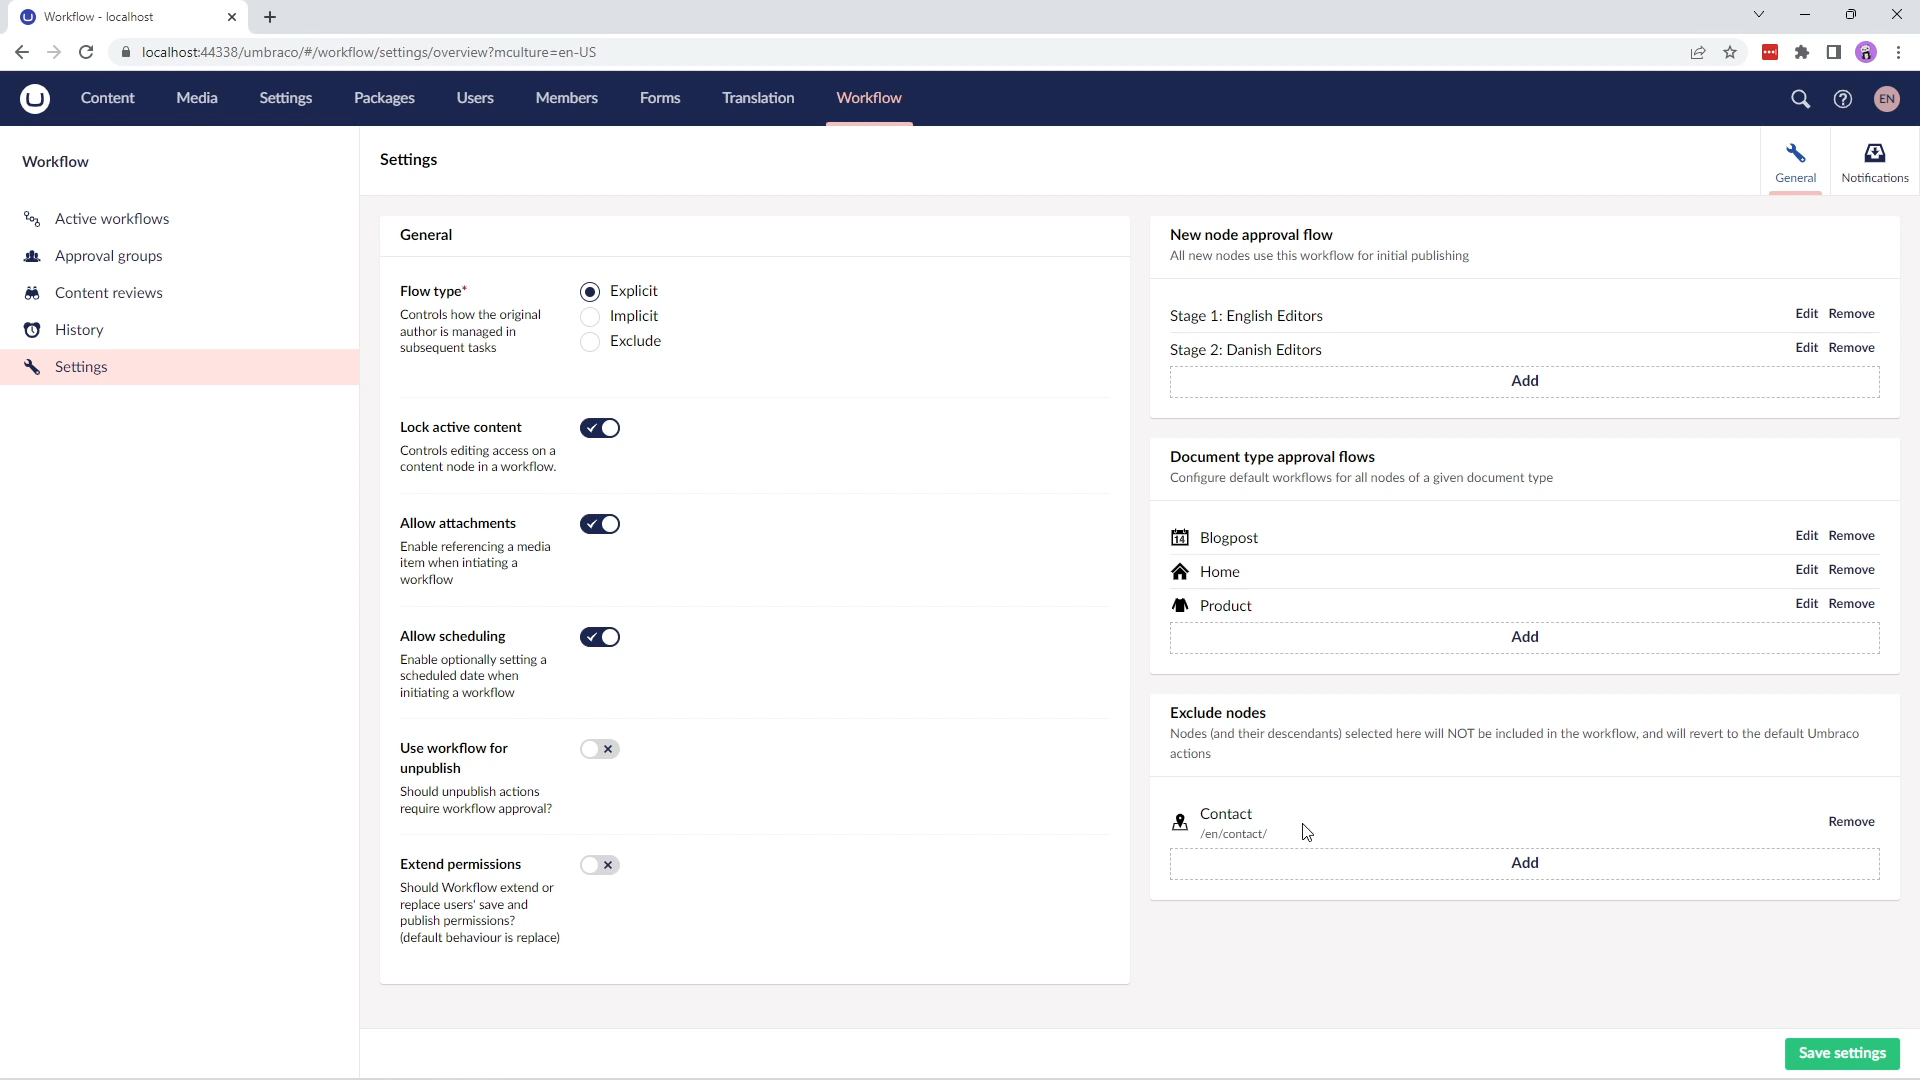 Workflow - localhost
localhost:44338/umbraco/#/workflow/settings/overview?mculture=en-US
Content Media Settings Packages Users Members Forms Translation Workflow
EN
Workflow
Active workflows
Approval groups
Content reviews
History
Settings
Settings
General
Notifications
General
Flow type*
Controls how the original
author is managed in
subsequent tasks
Explicit
Implicit
Exclude
Lock active content
Controls editing access on a
content node in a workflow.
Allow attachments
Enable referencing a media
item when intiating a
workflow
Allow scheduling
Enable optionally setting a
scheduled date when
initiating a workflow
Use workflow for
unpublish
Should unpublish actions
require workflow approval?
Extend permissions
Should Workflow extend or
replace users' save and
publish permissions?
(default behaviour is replace)
New node approval flow
All new nodes use this workflow for initial publishing
Stage 1: English Editors Edit Remove
Stage 2: Danish Editors Edit Remove
Add
Document type approval flows
Configure default workflows for all nodes of a given document type
14 Blogpost Edit Remove
Home Edit Remove
Product Edit Remove
Add
Exclude nodes
Nodes (and their descendants) selected here will NOT be included in the workflow, and will revert to the default Umbraco
actions
Contact
/en/contact/
Remove
Add
Save settings